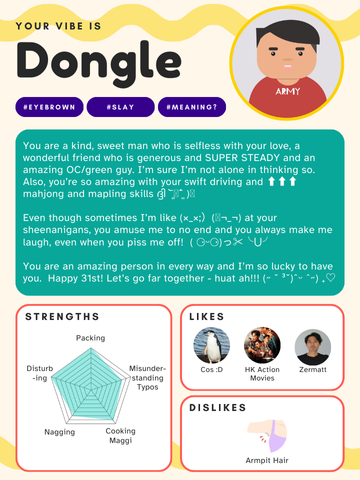 YOUR VIBE IS
Dongle
#EYEBROWN #SLAY #MEANING?
ARMY
You are a kind, sweet man who is selfless with your love, a
wonderful friend who is generous and SUPER STEADY and an
amazing OC/green guy. I'm sure I'm not alone in thinking so.
Also, you're so amazing with your swift driving and ⬆⬆⬆
mahjong and mapling skills
Even though sometimes I'm like (×_×;) (¬_¬) at your
sheenanigans, you amuse me to no end and you always make me
laugh, even when you piss me off!
You are an amazing person in every way and I'm so lucky to have
you. Happy 31st! Let's go far together - huat ah!!!
STRENGTHS
Packing
Misunder-
standing
Typos
Cooking
Maggi
Nagging
Disturb
-ing
LIKES
Cos :D
HK Action
Movies
Zermatt
DISLIKES
Armpit Hair